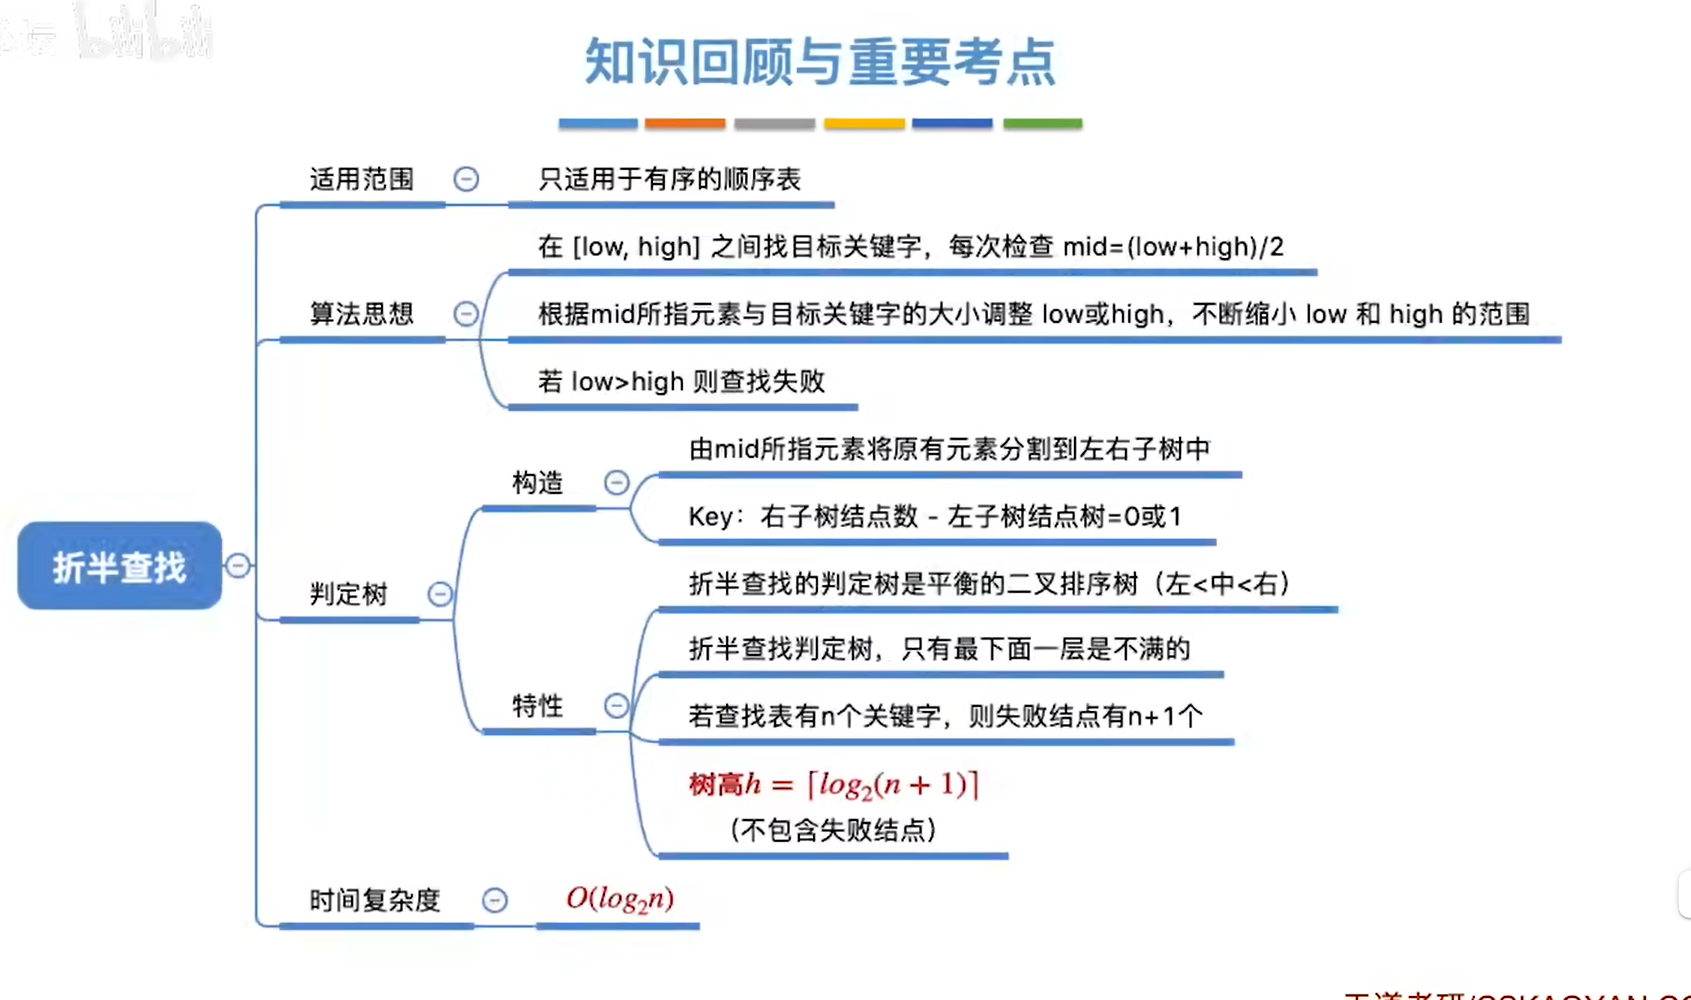 bilibili
知识回顾与重要考点
适用范围
只适用于有序的顺序表
在 [low, high] 之间找目标关键字，每次检查 mid=(low+high)/2
算法思想
根据mid所指元素与目标关键字的大小调整 low或high，不断缩小 low 和 high 的范围
若 low>high 则查找失败
由mid所指元素将原有元素分割到左右子树中
构造
Key：右子树结点数 - 左子树结点树=0或1
折半查找
判定树
折半查找的判定树是平衡的二叉排序树（左<中<右）
折半查找判定树，只有最下面一层是不满的
特性
若查找表有n个关键字，则失败结点有n+1个
树高h = ⌈log₂(n + 1)⌉
（不包含失败结点）
时间复杂度
O(log₂n)